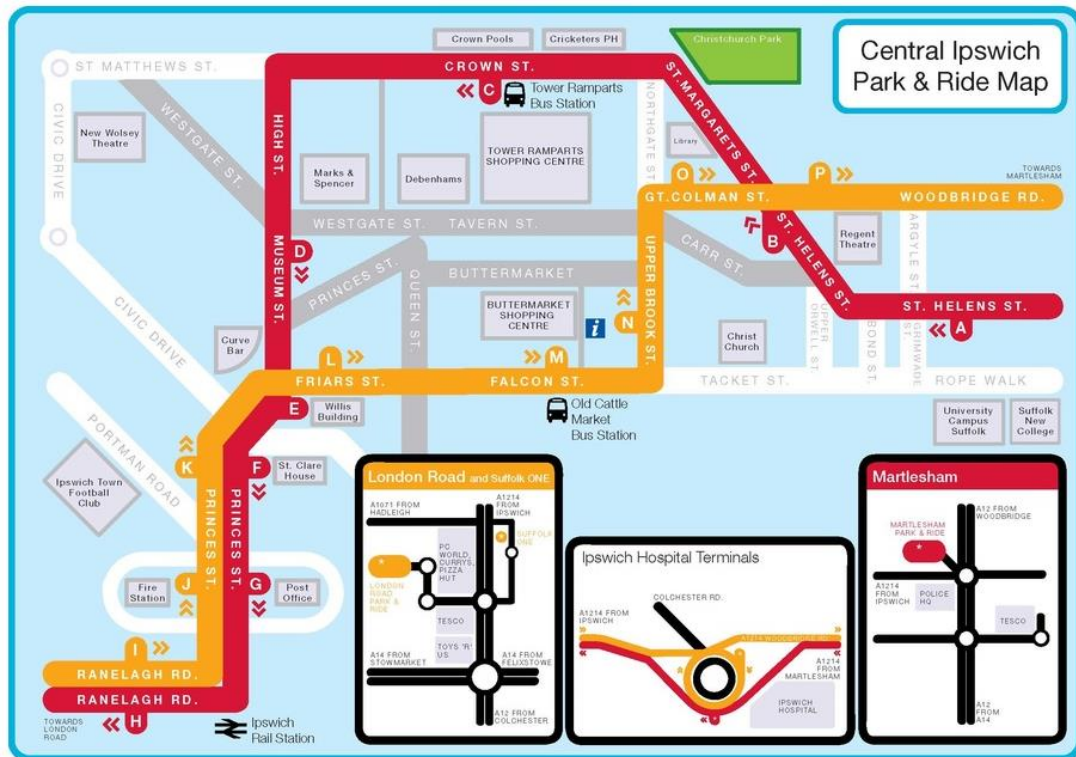 Central Ipswich
Park & Ride Map
Crown Pools
Cricketers PH
Christchurch Park
ST MATTHEWS ST.
CROWN ST.
C
Tower Ramparts
Bus Station
CIVIC DRIVE
New Wolsey
Theatre
WESTGATE ST.
HIGH ST.
Marks &
Spencer
Debenhams
TOWER RAMPARTS
SHOPPING CENTRE
NORTHGATE ST.
Library
ST.MARGARETS ST.
O
P
TOWARDS
MARTLESHAM
GT.COLMAN ST.
WOODBRIDGE RD.
WESTGATE ST.
TAVERN ST.
MUSEUM ST.
D
PRINCES ST.
QUEEN ST.
BUTTERMARKET
UPPER BROOK ST.
CARR ST.
B
ST. HELENS ST.
Regent
Theatre
ARGYLE ST.
ST. HELENS ST.
A
CIVIC DRIVE
Curve
Bar
BUTTERMARKET
SHOPPING
CENTRE
i
N
Christ
Church
UPPER
ORWELL ST.
BOND ST.
GRIMWADE
ST.
L
M
FRIARS ST.
FALCON ST.
TACKET ST.
ROPE WALK
E
Willis
Building
Old Cattle
Market
Bus Station
University
Campus
Suffolk
Suffolk
New
College
PORTMAN ROAD
Ipswich Town
Football
Club
K
F
St. Clare
House
PRINCES ST.
PRINCES ST.
Fire
Station
J
G
Post
Office
I
RANELAGH RD.
RANELAGH RD.
TOWARDS
LONDON
ROAD
H
Ipswich
Rail Station
London Road and Suffolk ONE
A1071 FROM
HADLEIGH
A1214
FROM
IPSWICH
SUFFOLK
ONE
PC
WORLD,
CURRYS,
PIZZA
HUT
*
LONDON
ROAD
PARK &
RIDE
TESCO
TOYS 'R'
US
A14 FROM
STOWMARKET
A14 FROM
FELIXSTOWE
A12 FROM
COLCHESTER
Ipswich Hospital Terminals
COLCHESTER RD.
A1214 FROM
IPSWICH
A1214 WOODBRIDGE RD.
A1214
FROM
MARTLESHAM
IPSWICH
HOSPITAL
Martlesham
A12 FROM
WOODBRIDGE
MARTLESHAM
PARK & RIDE
*
A1214
FROM
IPSWICH
POLICE
HQ
TESCO
A12
FROM
A14